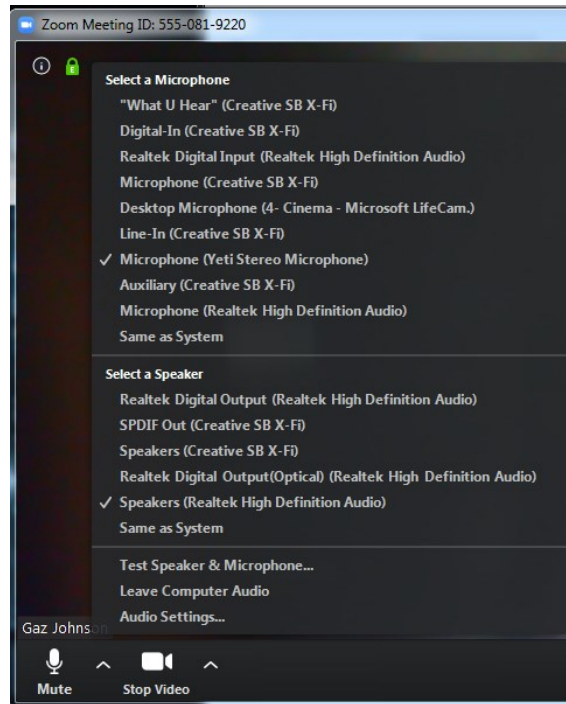 Zoom Meeting ID: 555-081-9220
Select a Microphone
"What U Hear" (Creative SB X-Fi)
Digital-In (Creative SB X-Fi)
Realtek Digital Input (Realtek High Definition Audio)
Microphone (Creative SB X-Fi)
Desktop Microphone (4- Cinema - Microsoft LifeCam.)
Line-In (Creative SB X-Fi)
✓ Microphone (Yeti Stereo Microphone)
Auxiliary (Creative SB X-Fi)
Microphone (Realtek High Definition Audio)
Same as System
Select a Speaker
Realtek Digital Output (Realtek High Definition Audio)
SPDIF Out (Creative SB X-Fi)
Speakers (Creative SB X-Fi)
Realtek Digital Output(Optical) (Realtek High Definition Audio)
✓ Speakers (Realtek High Definition Audio)
Same as System
Test Speaker & Microphone...
Leave Computer Audio
Audio Settings...
Gaz Johnson
Mute
Stop Video